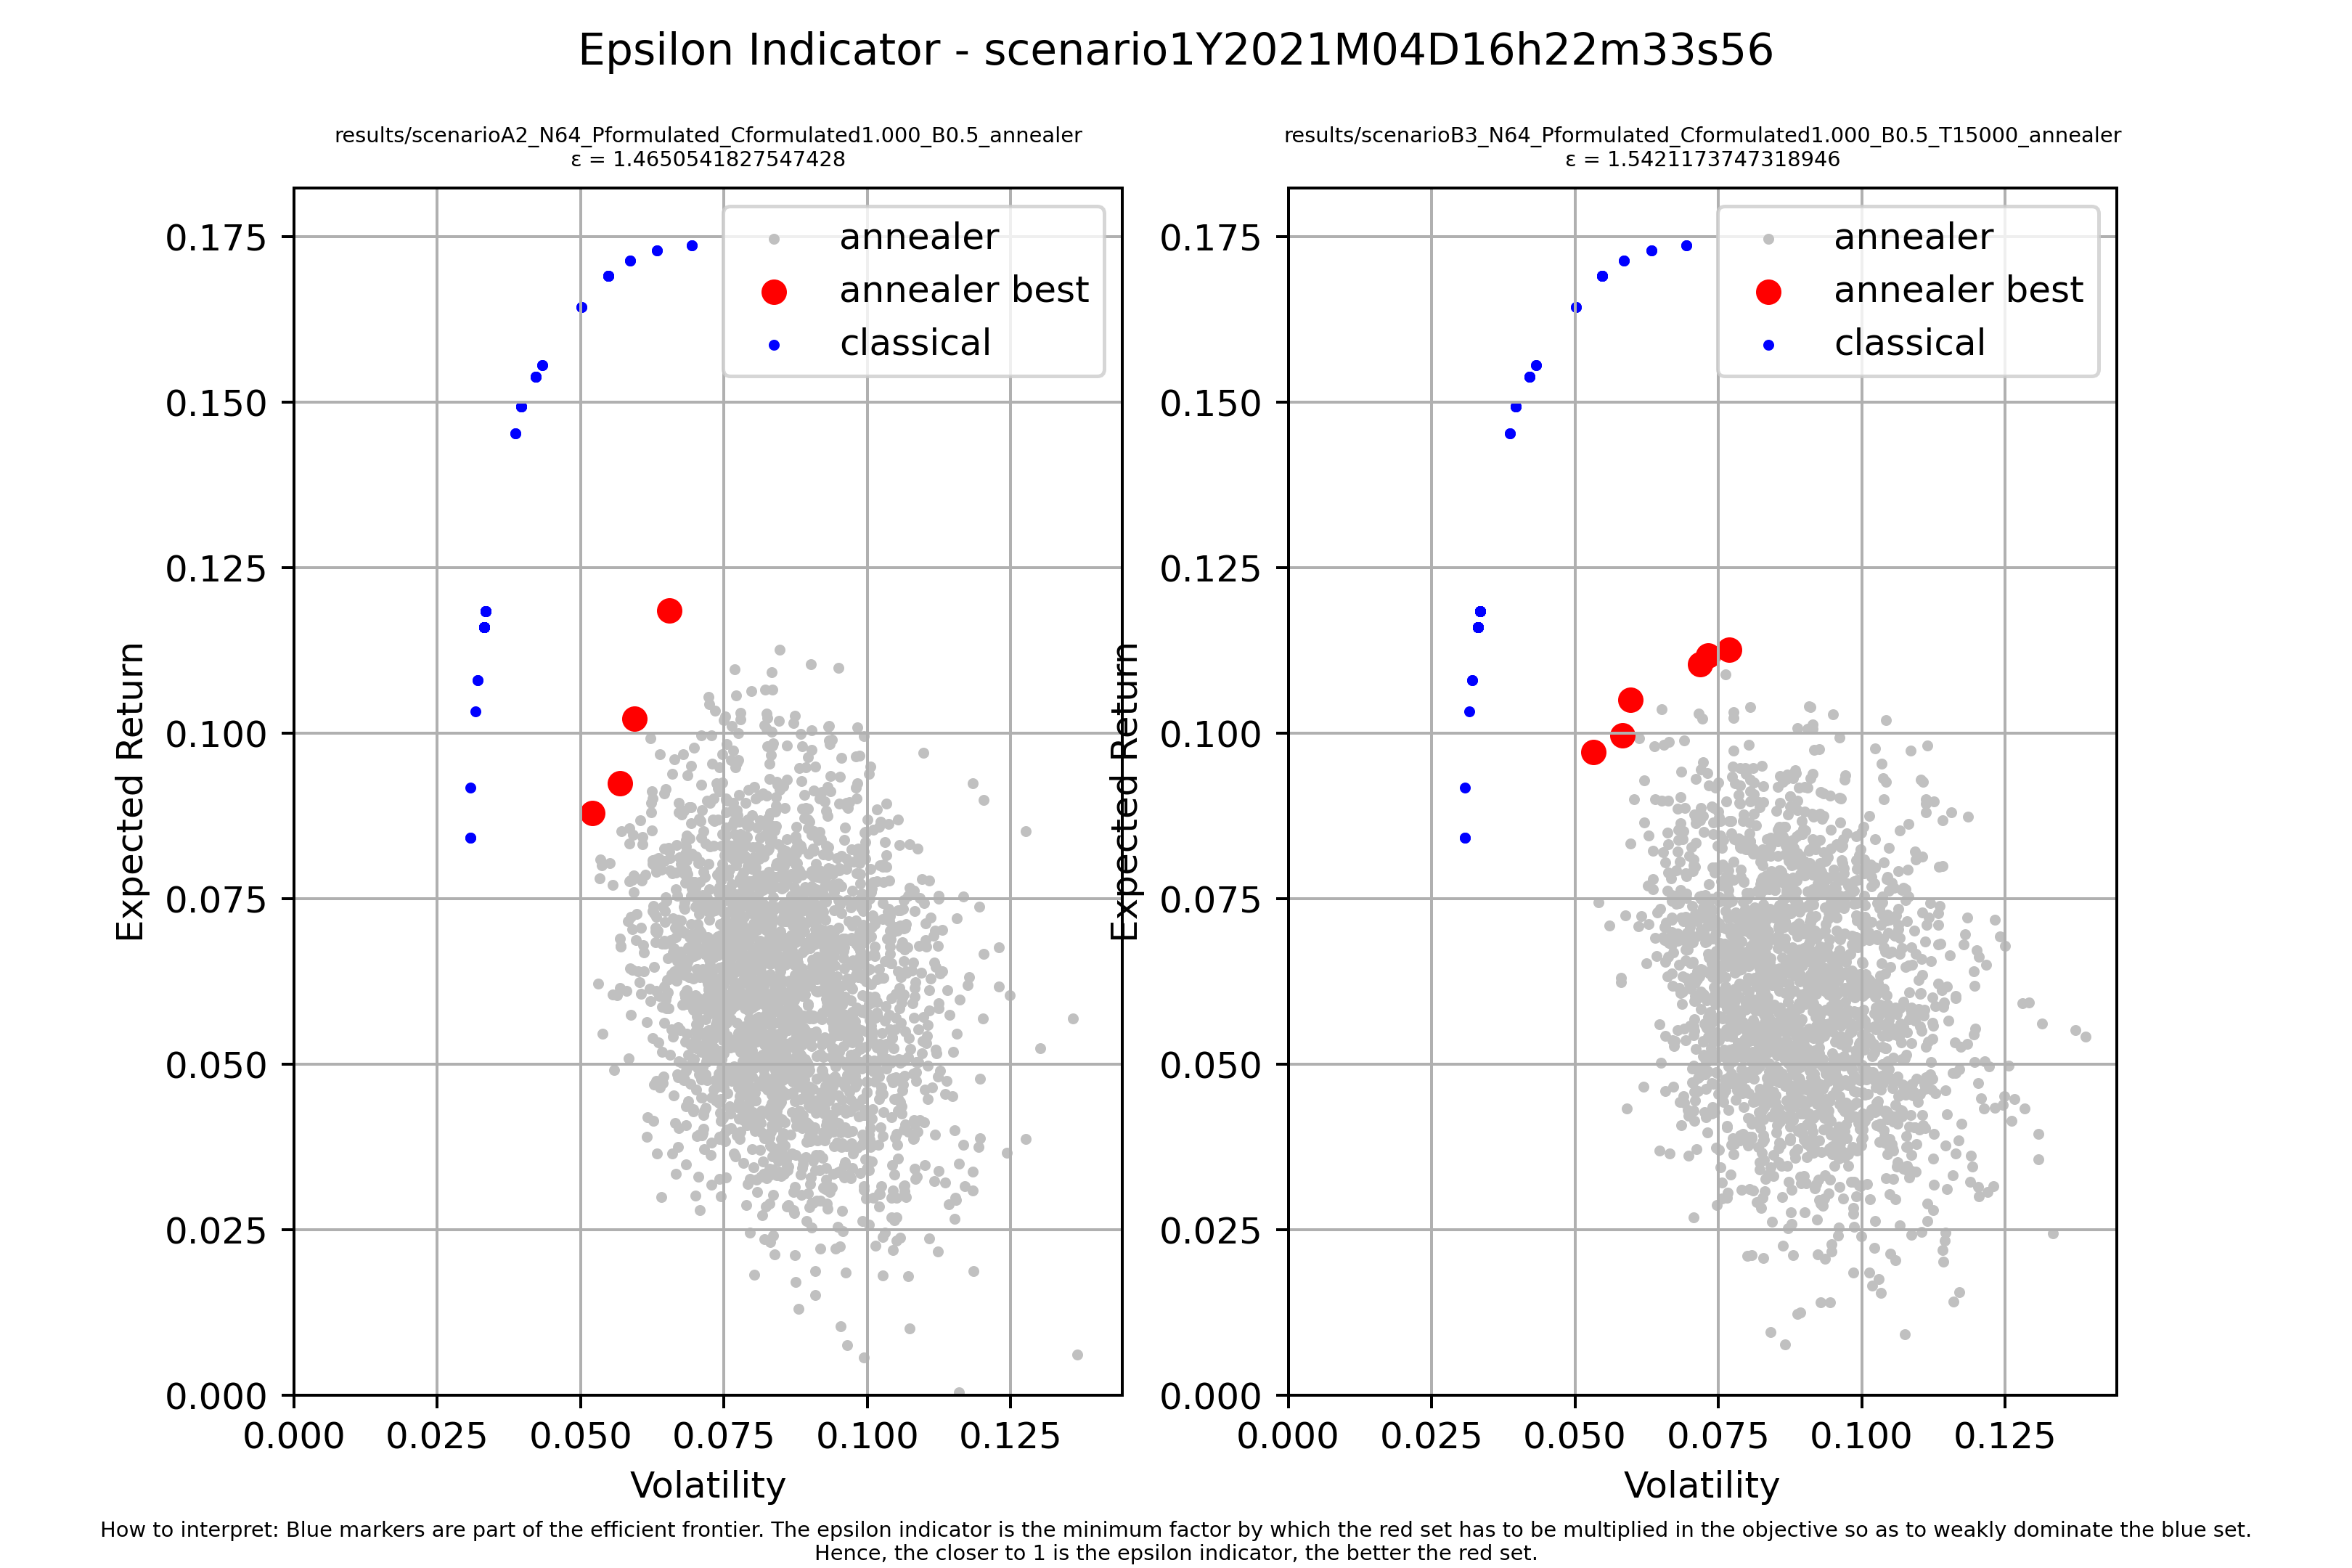 Epsilon Indicator - scenario1Y2021M04D16h22m33s56
results/scenarioA2_N64_Pformulated_Cformulated1.000_B0.5_annealer
ε = 1.4650541827547428
0.175
0.150
0.125
0.100
0.075
0.050
0.025
0.000
Expected Return
annealer
annealer best
classical
0.000 0.025 0.050 0.075 0.100 0.125
Volatility
results/scenarioB3_N64_Pformulated_Cformulated1.000_B0.5_T15000_annealer
ε = 1.5421173747318946
0.175
0.150
0.125
0.100
0.075
0.050
0.025
0.000
Expected Return
annealer
annealer best
classical
0.000 0.025 0.050 0.075 0.100 0.125
Volatility
How to interpret: Blue markers are part of the efficient frontier. The epsilon indicator is the minimum factor by which the red set has to be multiplied in the objective so as to weakly dominate the blue set.
Hence, the closer to 1 is the epsilon indicator, the better the red set.